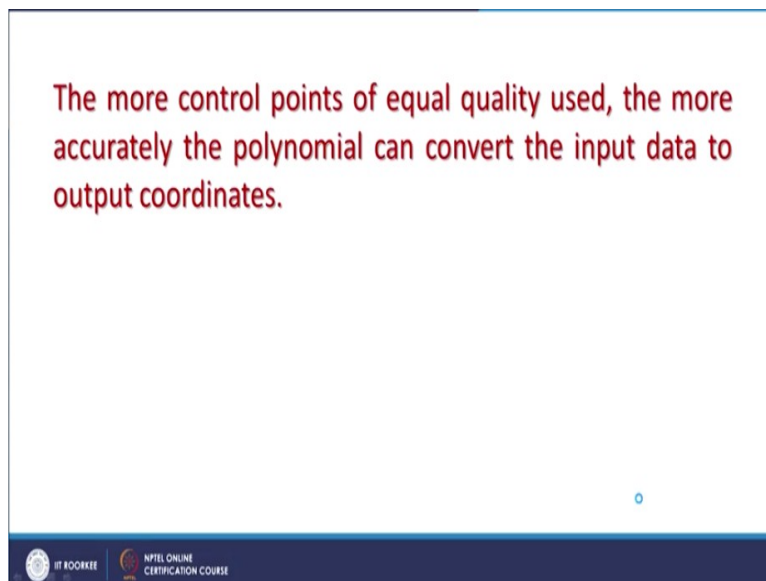 The more control points of equal quality used, the more
accurately the polynomial can convert the input data to
output coordinates.
IIT ROORKEE
NPTEL ONLINE
CERTIFICATION COURSE